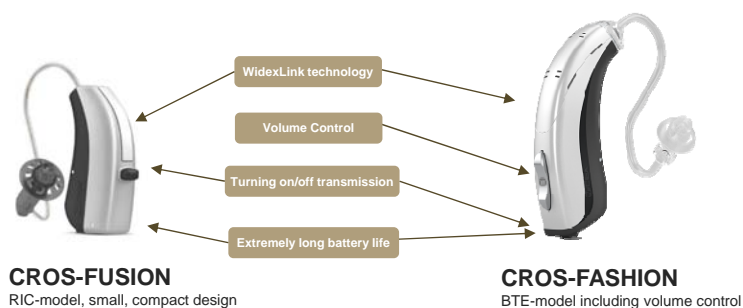 WidexLink technology
Volume Control
Turning on/off transmission
Extremely long battery life
CROS-FUSION
RIC-model, small, compact design
CROS-FASHION
BTE-model including volume control